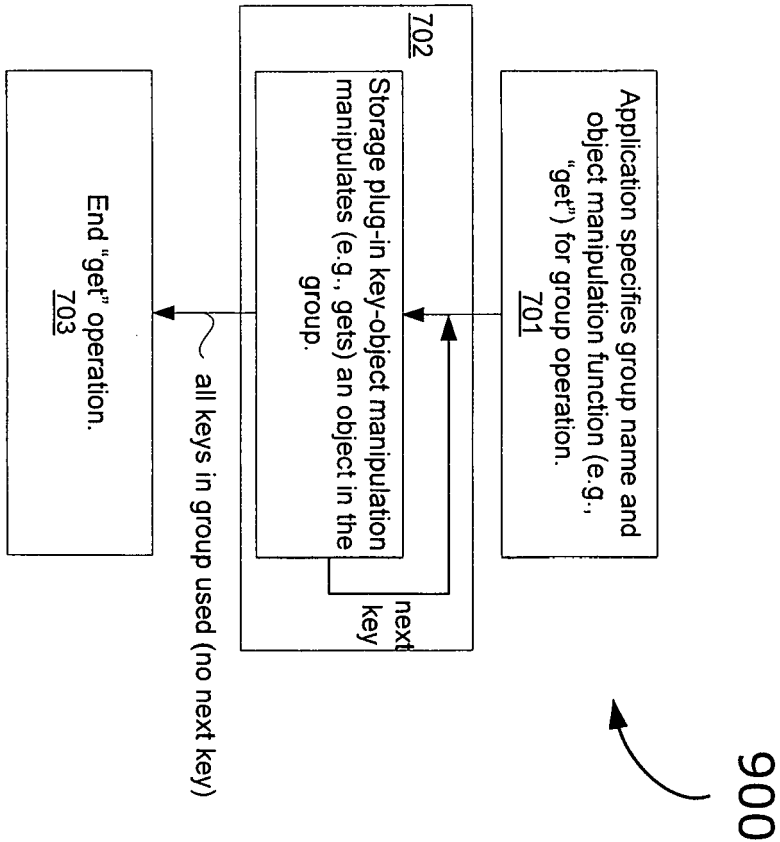 900
Application specifies group name and
object manipulation function (e.g.,
"get") for group operation.
701
702
Storage plug-in key-object manipulation
manipulates (e.g., gets) an object in the
group.
next
key
all keys in group used (no next key)
End "get" operation.
703